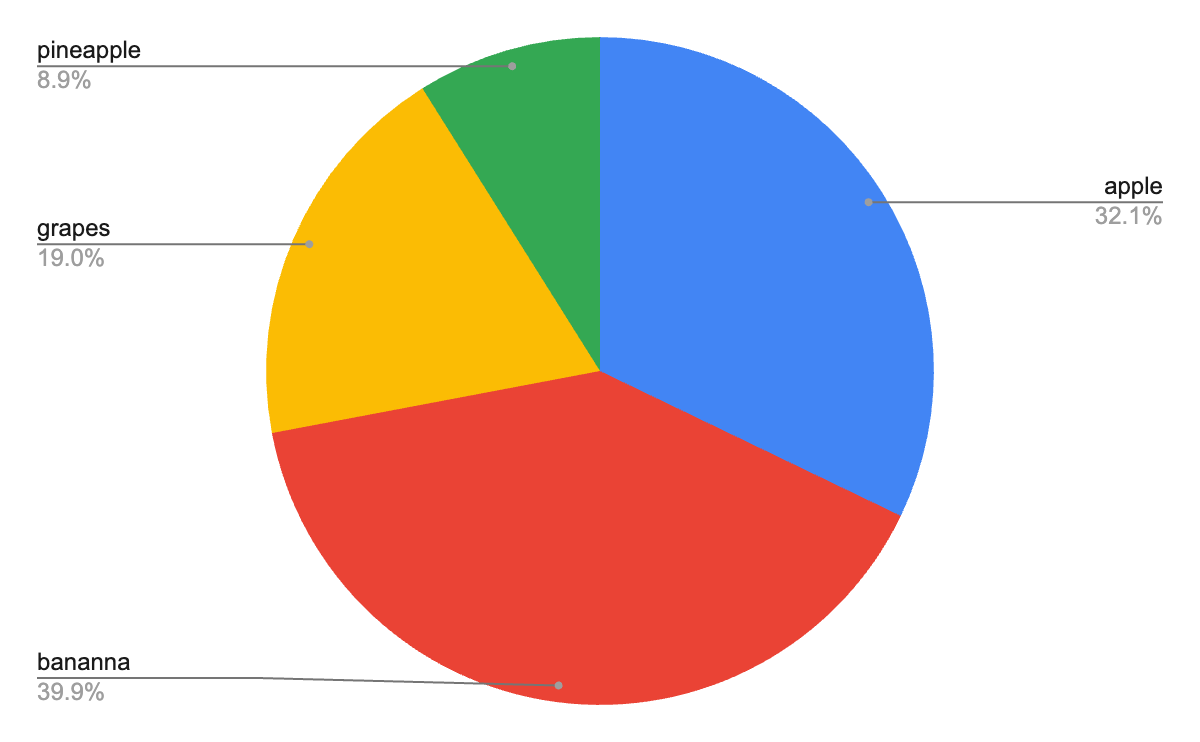 pineapple
8.9%
apple
32.1%
grapes
19.0%
bananna
39.9%